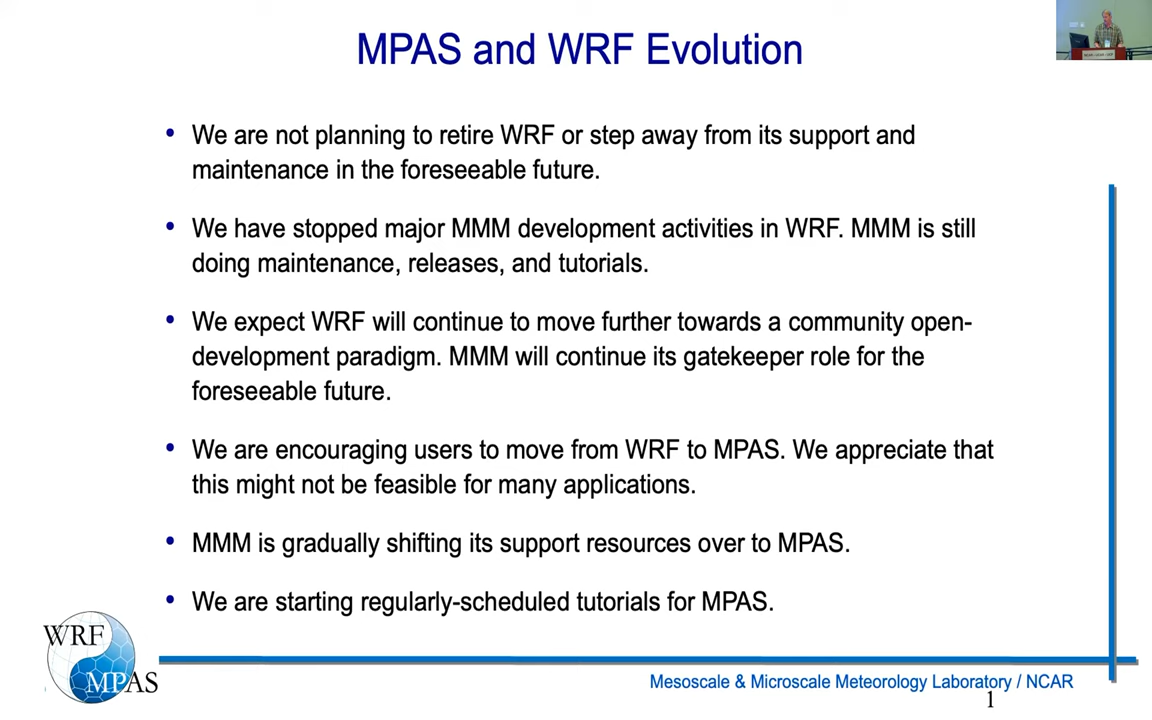 MPAS and WRF Evolution
• We are not planning to retire WRF or step away from its support and
maintenance in the foreseeable future.
• We have stopped major MMM development activities in WRF. MMM is still
doing maintenance, releases, and tutorials.
• We expect WRF will continue to move further towards a community open-
development paradigm. MMM will continue its gatekeeper role for the
foreseeable future.
• We are encouraging users to move from WRF to MPAS. We appreciate that
this might not be feasible for many applications.
• MMM is gradually shifting its support resources over to MPAS.
• We are starting regularly-scheduled tutorials for MPAS.
WRF
MPAS
Mesoscale & Microscale Meteorology Laboratory / NCAR
1